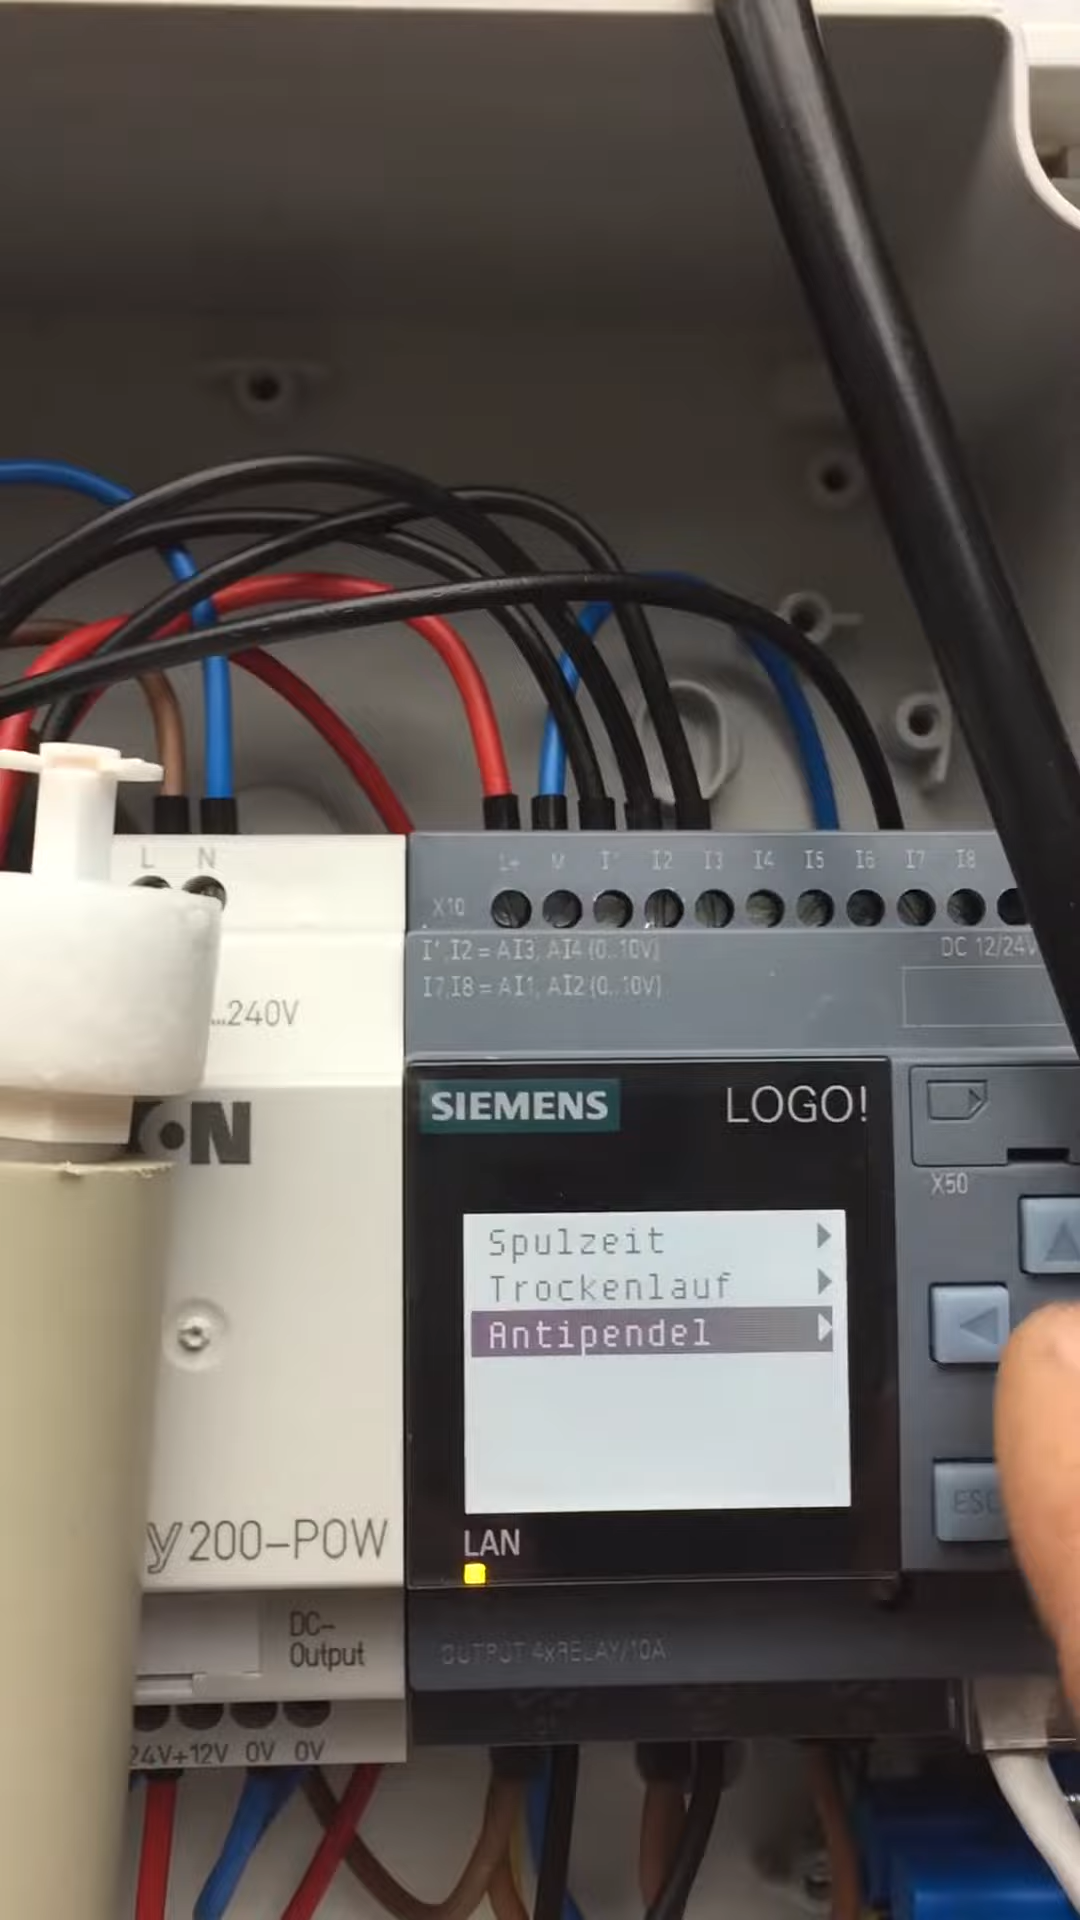 L N
L+ M I1 I2 I3 I4 I5 I6 I7 I8
X10
I1,I2 = AI3, AI4 (0..10V)
DC 12/24V
I7,I8 = AI1, AI2 (0..10V)
...240V
SIEMENS
LOGO!
X50
Spulzeit
Trockenlauf
Antipendel
ESC
y200-POW
LAN
DC-
Output
OUTPUT 4xRELAY/10A
24V+12V 0V 0V